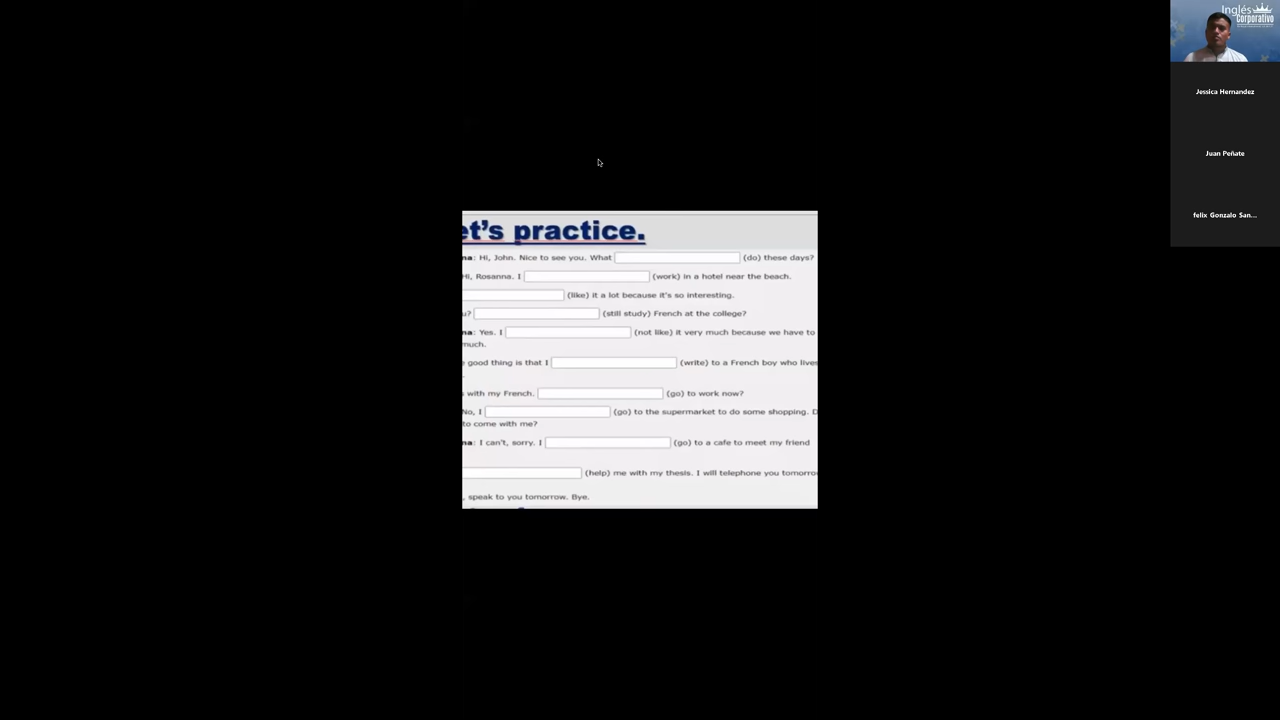 Inglés
Corporativo
Jessica Hernandez
Juan Peñate
felix Gonzalo San...
et's practice.
na: Hi, John. Nice to see you. What (do) these days?
Hi, Rosanna. I (work) in a hotel near the beach.
(like) it a lot because it's so interesting.
u? (still study) French at the college?
na: Yes. I (not like) it very much because we have to
much.
e good thing is that I (write) to a French boy who lives
.
s with my French. (go) to work now?
No, I (go) to the supermarket to do some shopping. D
to come with me?
na: I can't, sorry. I (go) to a cafe to meet my friend
(help) me with my thesis. I will telephone you tomorro
, speak to you tomorrow. Bye.